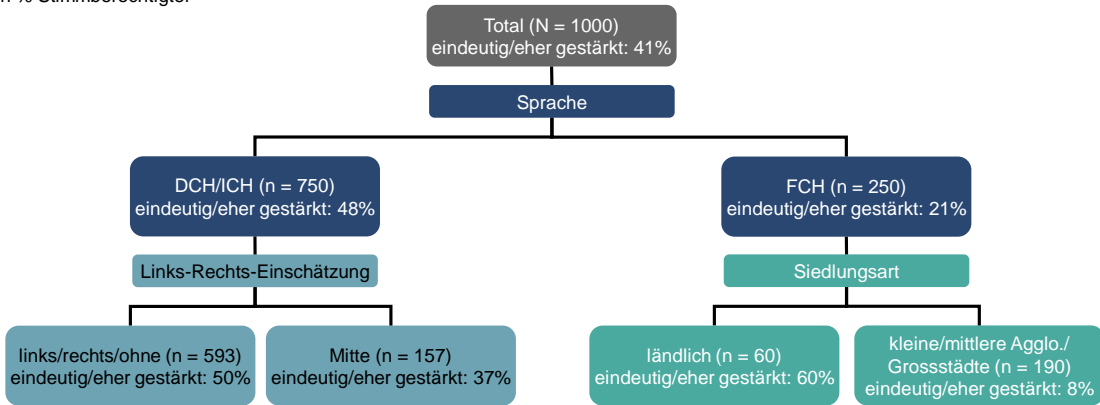 % Stimmberechtigte.
Total (N = 1000)
eindeutig/eher gestärkt: 41%
Sprache
DCH/ICH (n = 750)
eindeutig/eher gestärkt: 48%
FCH (n = 250)
eindeutig/eher gestärkt: 21%
Links-Rechts-Einschätzung
Siedlungsart
links/rechts/ohne (n = 593)
eindeutig/eher gestärkt: 50%
Mitte (n = 157)
eindeutig/eher gestärkt: 37%
ländlich (n = 60)
eindeutig/eher gestärkt: 60%
kleine/mittlere Agglo./
Grossstädte (n = 190)
eindeutig/eher gestärkt: 8%